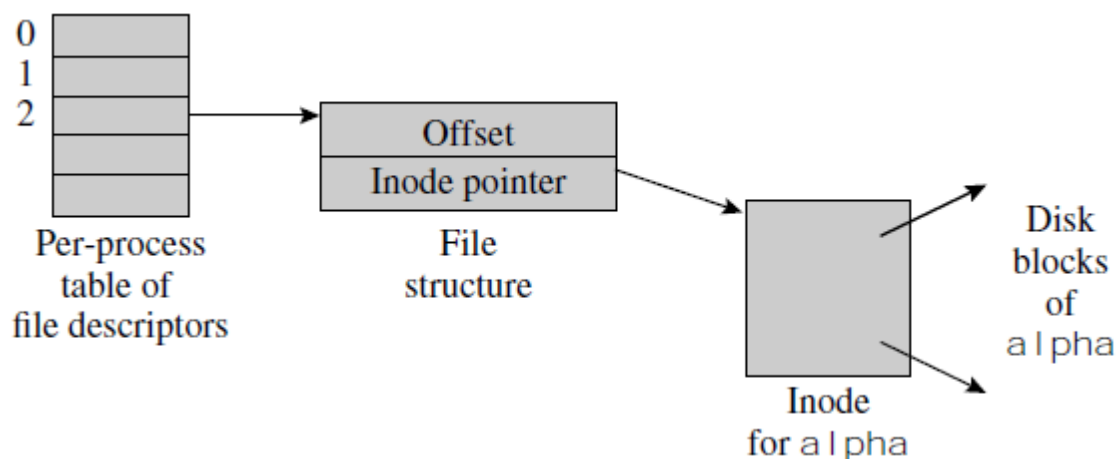 0
1
2
Offset
Inode pointer
Per-process
table of
file descriptors
File
structure
Inode
for alpha
Disk
blocks
of
alpha